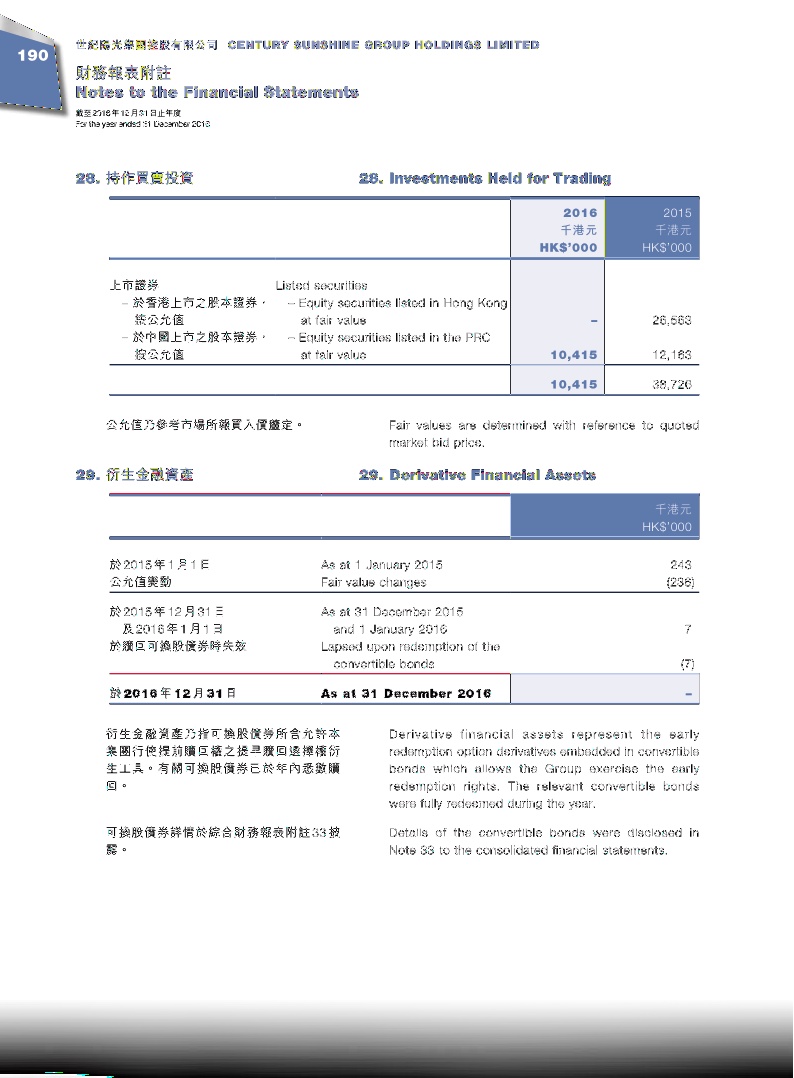 190
世紀陽光集團控股有限公司 CENTURY SUNSHINE GROUP HOLDINGS LIMITED
財務報表附註
Notes to the Financial Statements
截至2016年12月31日止年度
For the year ended 31 December 2016
28. 持作買賣投資
28. Investments Held for Trading
2016 2015
千港元 千港元
HK$'000 HK$'000
上市證券 Listed securities
– 於香港上市之股本證券, – Equity securities listed in Hong Kong
按公允值 at fair value – 26,563
– 於中國上市之股本證券, – Equity securities listed in the PRC
按公允值 at fair value 10,415 12,163
10,415 38,726
公允值乃參考市場所報買入價釐定。
Fair values are determined with reference to quoted
market bid price.
29. 衍生金融資產
29. Derivative Financial Assets
千港元
HK$'000
於2015年1月1日 As at 1 January 2015 243
公允值變動 Fair value changes (236)
於2015年12月31日 As at 31 December 2015
及2016年1月1日 and 1 January 2016 7
於贖回可換股債券時失效 Lapsed upon redemption of the
convertible bonds (7)
於2016年12月31日 As at 31 December 2016 –
衍生金融資產乃指可換股債券所含允許本
集團行使提前贖回權之提早贖回選擇權衍
生工具。有關可換股債券已於年內悉數贖
回。
Derivative financial assets represent the early
redemption option derivatives embedded in convertible
bonds which allows the Group exercise the early
redemption rights. The relevant convertible bonds
were fully redeemed during the year.
可換股債券詳情於綜合財務報表附註33披
露。
Details of the convertible bonds were disclosed in
Note 33 to the consolidated financial statements.